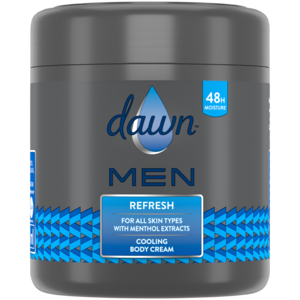 48H
MOISTURE
dawn
MEN
REFRESH
FOR ALL SKIN TYPES
WITH MENTHOL EXTRACTS
COOLING
BODY CREAM